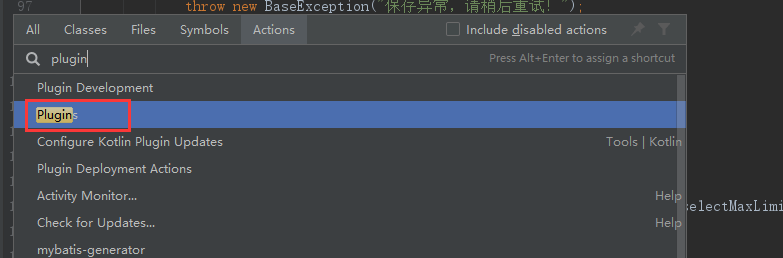 97 throw new BaseException("保存异常，请稍后重试！");
All Classes Files Symbols Actions Include disabled actions
plugin Press Alt+Enter to assign a shortcut
Plugin Development
Plugins
Configure Kotlin Plugin Updates Tools | Kotlin
Plugin Deployment Actions
Activity Monitor... Help
Check for Updates... Help
mybatis-generator